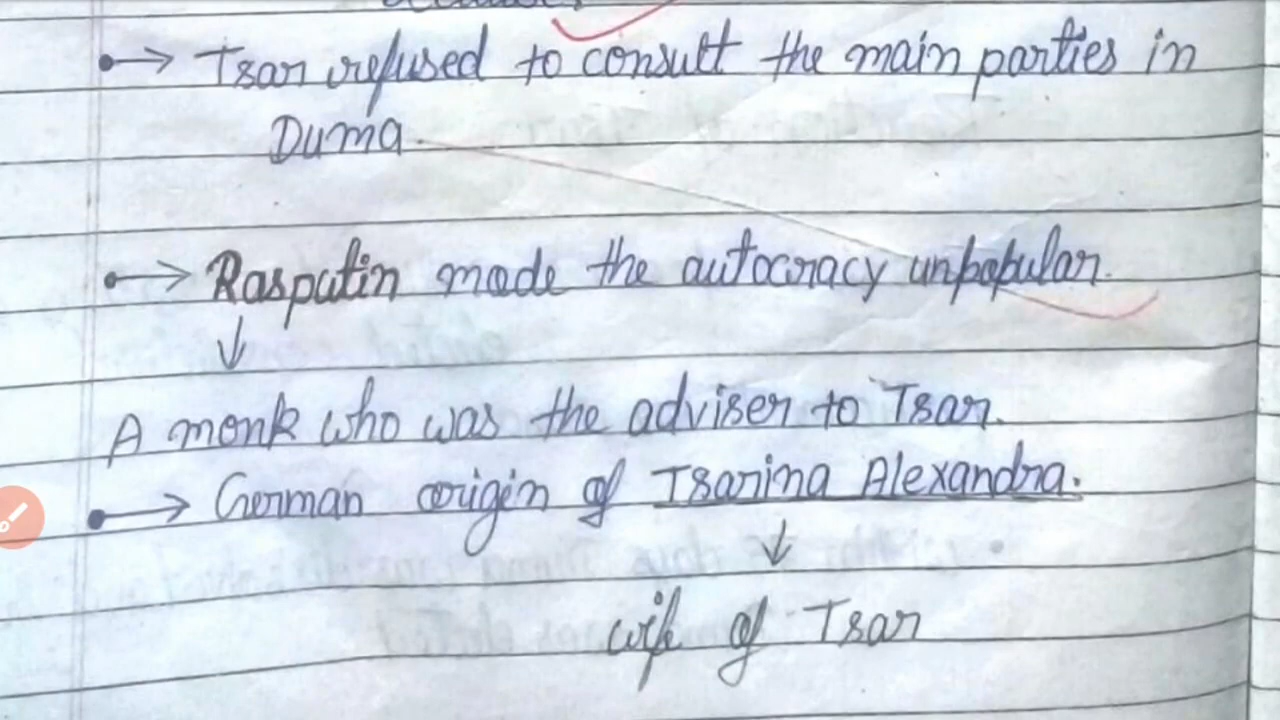 Tsar refused to consult the main parties in
Duma.
Rasputin made the autocracy unpopular.
A monk who was the adviser to Tsar.
German origin of Tsarina Alexandra.
wife of Tsar